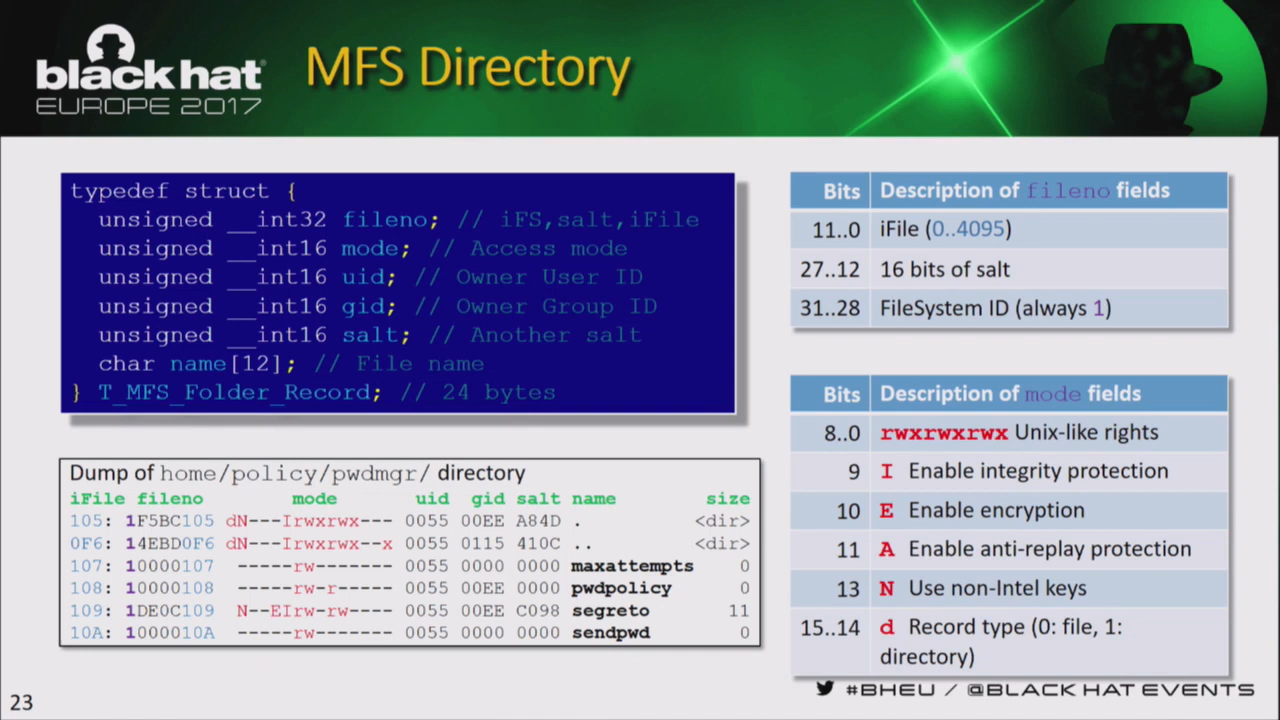 black hat
EUROPE 2017
MFS Directory
typedef struct {
unsigned __int32 fileno; // iFS,salt,iFile
unsigned __int16 mode; // Access mode
unsigned __int16 uid; // Owner User ID
unsigned __int16 gid; // Owner Group ID
unsigned __int16 salt; // Another salt
char name[12]; // File name
} T_MFS_Folder_Record; // 24 bytes
Dump of home/policy/pwdmgr/ directory
iFile fileno mode uid gid salt name size
105: 1F5BC105 dN---Irwxrwx--- 0055 00EE A84D . <dir>
0F6: 14EBD0F6 dN---Irwxrwx--x 0055 0115 410C .. <dir>
107: 10000107 -----rw------- 0055 0000 0000 maxattempts 0
108: 10000108 -----rw-r----- 0055 00EE 0000 pwdpolicy 0
109: 1DE0C109 N--EIrw-rw---- 0055 00EE C098 segreto 11
10A: 1000010A -----rw------- 0055 0000 0000 sendpwd 0
Bits Description of fileno fields
11..0 iFile (0..4095)
27..12 16 bits of salt
31..28 FileSystem ID (always 1)
Bits Description of mode fields
8..0 rwxrwxrwx Unix-like rights
9 I Enable integrity protection
10 E Enable encryption
11 A Enable anti-replay protection
13 N Use non-Intel keys
15..14 d Record type (0: file, 1:
directory)
23
#BHEU / @BLACK HAT EVENTS